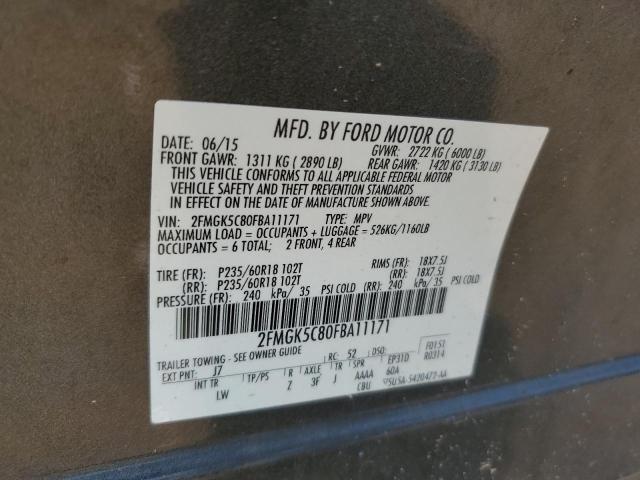 MFD. BY FORD MOTOR CO.
DATE: 06/15 GVWR: 2722 KG ( 6000 LB)
FRONT GAWR: 1311 KG ( 2890 LB) REAR GAWR: 1420 KG ( 3130 LB)
THIS VEHICLE CONFORMS TO ALL APPLICABLE FEDERAL MOTOR
VEHICLE SAFETY AND THEFT PREVENTION STANDARDS
IN EFFECT ON THE DATE OF MANUFACTURE SHOWN ABOVE.
VIN: 2FMGK5C80FBA11171 TYPE: MPV
MAXIMUM LOAD = OCCUPANTS + LUGGAGE = 526KG/1160LB
OCCUPANTS = 6 TOTAL; 2 FRONT, 4 REAR
TIRE (FR): P235/60R18 102T RIMS (FR): 18X7.5J
(RR): P235/60R18 102T (RR): 18X7.5J
PRESSURE (FR): 240 kPa/ 35 PSI COLD (RR): 240 kPa/ 35 PSI COLD
2FMGK5C80FBA11171
TRAILER TOWING - SEE OWNER GUIDE
EXT PNT: J7 RC: 52 DSO: F0151
INT TR TP/PS R AXLE TR SPR EP31D R0314
LW Z 3F J AAAA 60A
CBU 5U5A-5420472-AA